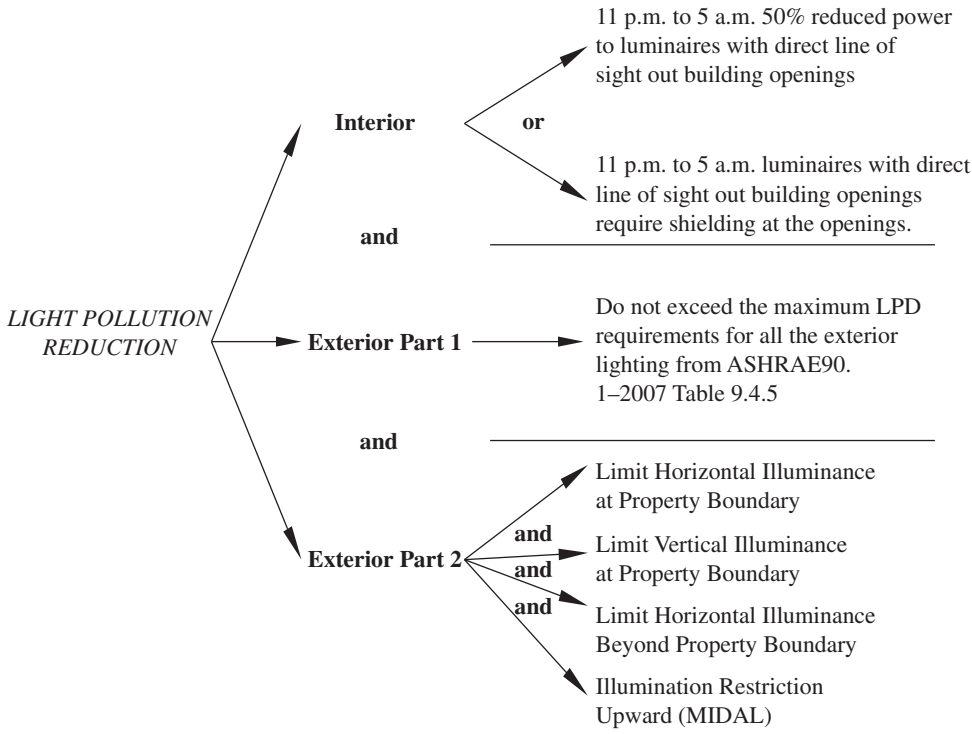 11 p.m. to 5 a.m. 50% reduced power
to luminaires with direct line of
sight out building openings
Interior
or
11 p.m. to 5 a.m. luminaires with direct
line of sight out building openings
require shielding at the openings.
and
LIGHT POLLUTION
REDUCTION
Exterior Part 1
Do not exceed the maximum LPD
requirements for all the exterior
lighting from ASHRAE90.
1–2007 Table 9.4.5
and
Exterior Part 2
Limit Horizontal Illuminance
at Property Boundary
and
Limit Vertical Illuminance
at Property Boundary
and
Limit Horizontal Illuminance
Beyond Property Boundary
and
Illumination Restriction
Upward (MIDAL)